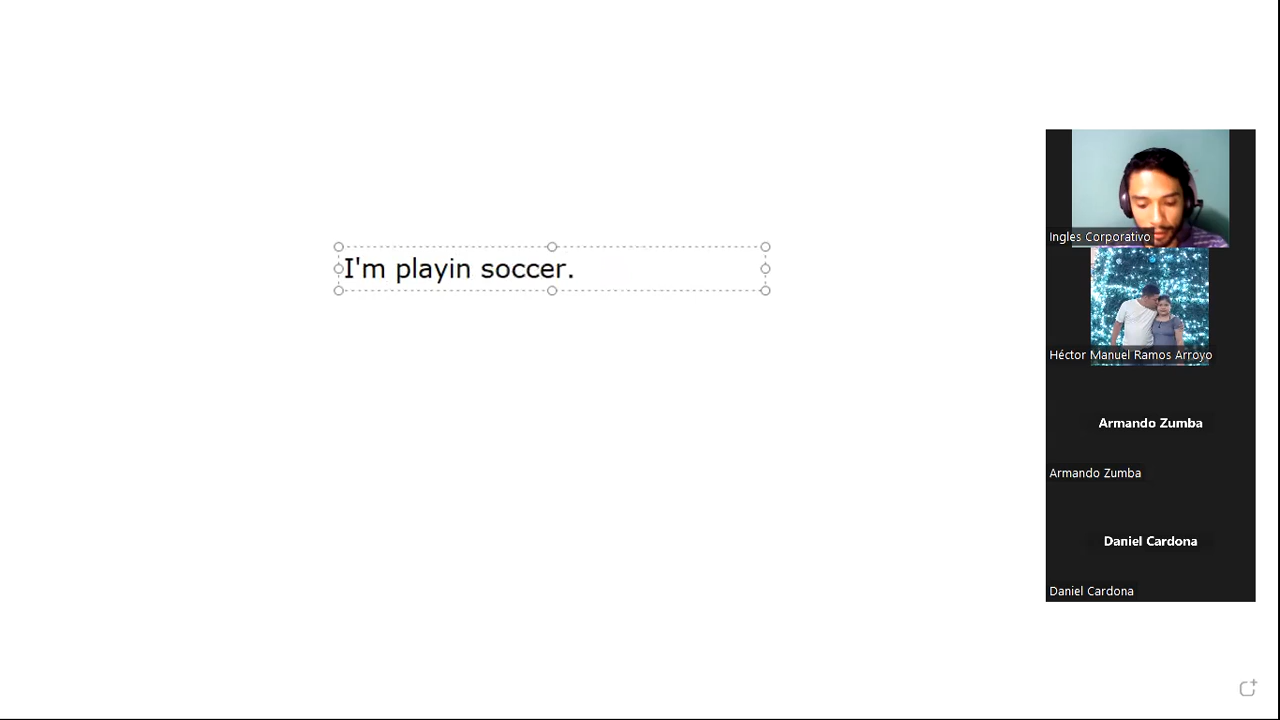 I'm playin soccer.
Ingles Corporativo
Héctor Manuel Ramos Arroyo
Armando Zumba
Armando Zumba
Daniel Cardona
Daniel Cardona